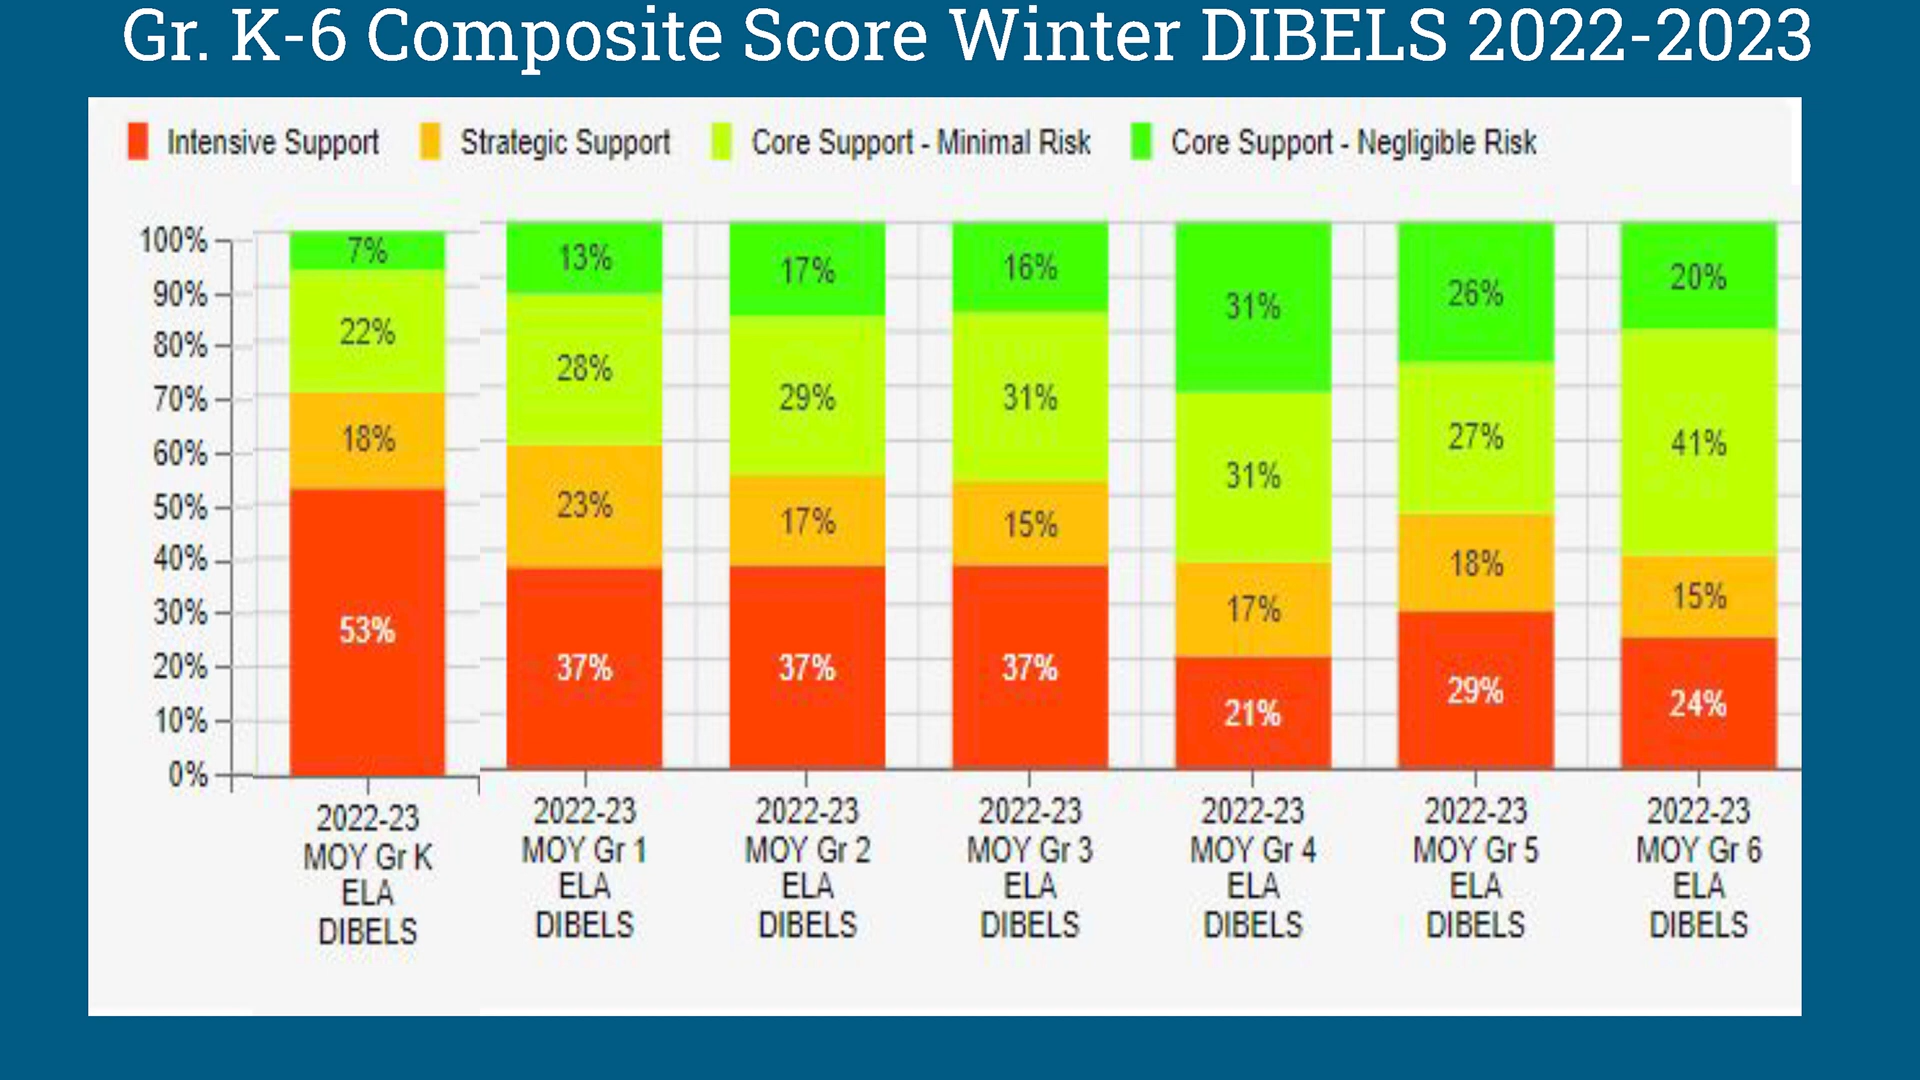 Gr. K-6 Composite Score Winter DIBELS 2022-2023
Intensive Support Strategic Support Core Support - Minimal Risk Core Support - Negligible Risk
100%
90%
80%
70%
60%
50%
40%
30%
20%
10%
0%
7%
22%
18%
53%
13%
28%
23%
37%
17%
29%
17%
37%
16%
31%
15%
37%
31%
31%
17%
21%
26%
27%
18%
29%
20%
41%
15%
24%
2022-23
MOY Gr K
ELA
DIBELS
2022-23
MOY Gr 1
ELA
DIBELS
2022-23
MOY Gr 2
ELA
DIBELS
2022-23
MOY Gr 3
ELA
DIBELS
2022-23
MOY Gr 4
ELA
DIBELS
2022-23
MOY Gr 5
ELA
DIBELS
2022-23
MOY Gr 6
ELA
DIBELS